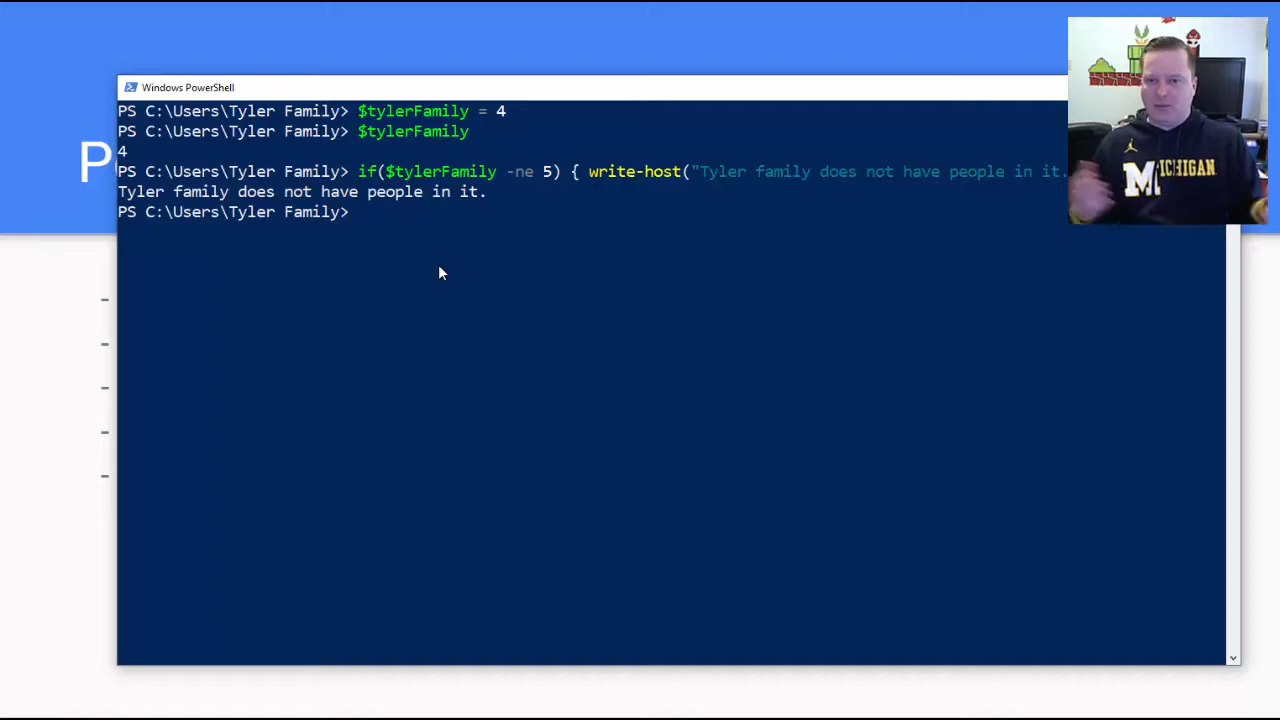 Windows PowerShell
PS C:\Users\Tyler Family> $tylerFamily = 4
PS C:\Users\Tyler Family> $tylerFamily
4
PS C:\Users\Tyler Family> if($tylerFamily -ne 5) { write-host("Tyler family does not have people in it.
Tyler family does not have people in it.
PS C:\Users\Tyler Family>
P
-
-
-
-
-
M MICHIGAN